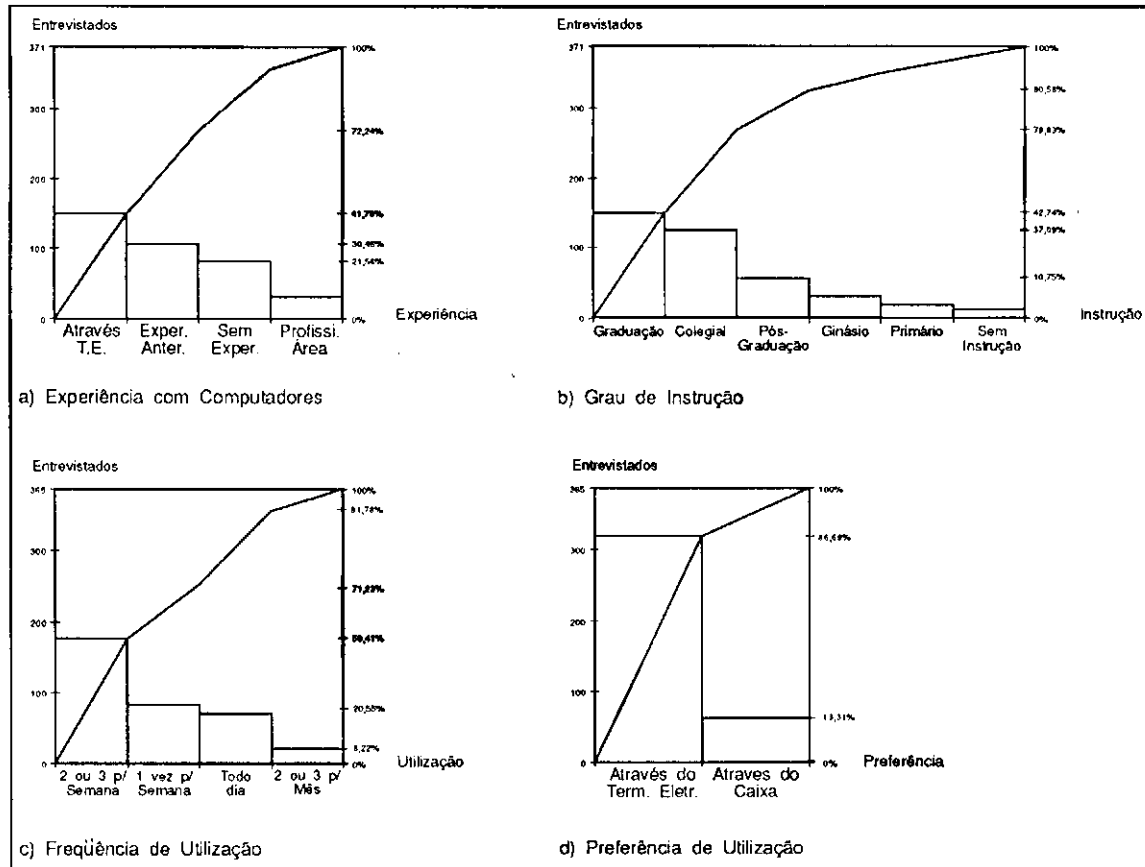 Entrevistados
371
300
200
100
0
100%
72,24%
30,46%
21,54%
0%
Através T.E.
Exper. Anter.
Sem Exper.
Profissi. Área
Experiência
a) Experiência com Computadores
Entrevistados
371
300
200
100
0
100%
42,74%
10,75%
0%
Graduação
Colegial
Pós-Graduação
Ginásio
Primário
Sem Instrução
Instrução
b) Grau de Instrução
Entrevistados
365
300
200
100
0
100%
91,78%
20,55%
8,22%
0%
2 ou 3 p/ Semana
1 vez p/ Semana
Todo dia
2 ou 3 p/ Mês
Utilização
c) Freqüência de Utilização
Entrevistados
365
300
200
100
0
100%
13,31%
0%
Através do Term. Eletr.
Atraves do Caixa
Preferência
d) Preferência de Utilização